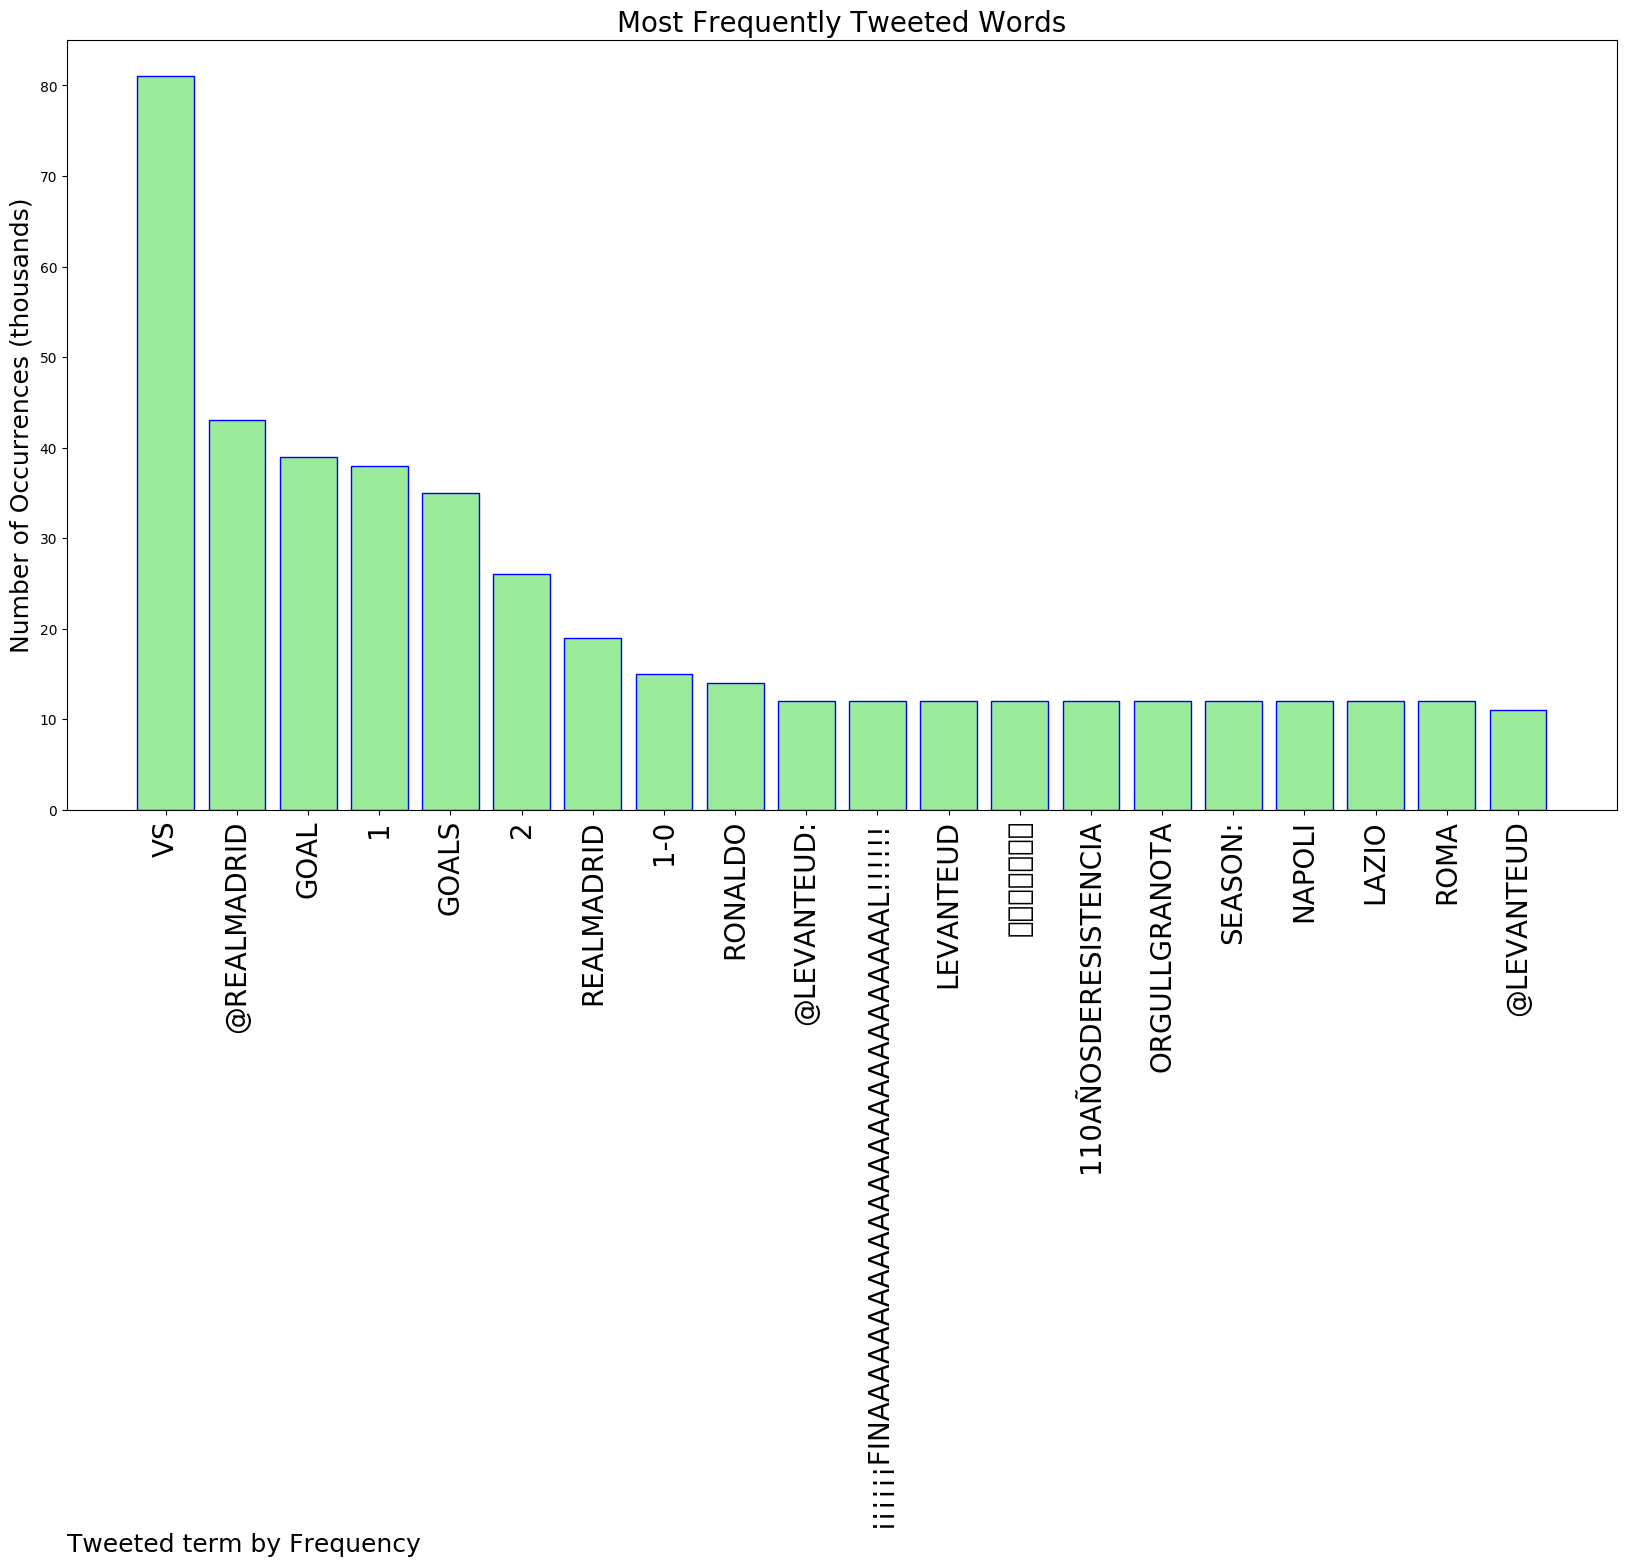 Most Frequently Tweeted Words
Number of Occurrences (thousands)
80
70
60
50
40
30
20
10
0
VS
@REALMADRID
GOAL
1
GOALS
2
REALMADRID
1-0
RONALDO
@LEVANTEUD:
¡¡¡¡¡¡FINAAAAAAAAAAAAAAAAAAAAAAAAAAAAAL!!!!!!
LEVANTEUD
110AÑOSDERESISTENCIA
ORGULLGRANOTA
SEASON:
NAPOLI
LAZIO
ROMA
@LEVANTEUD
Tweeted term by Frequency